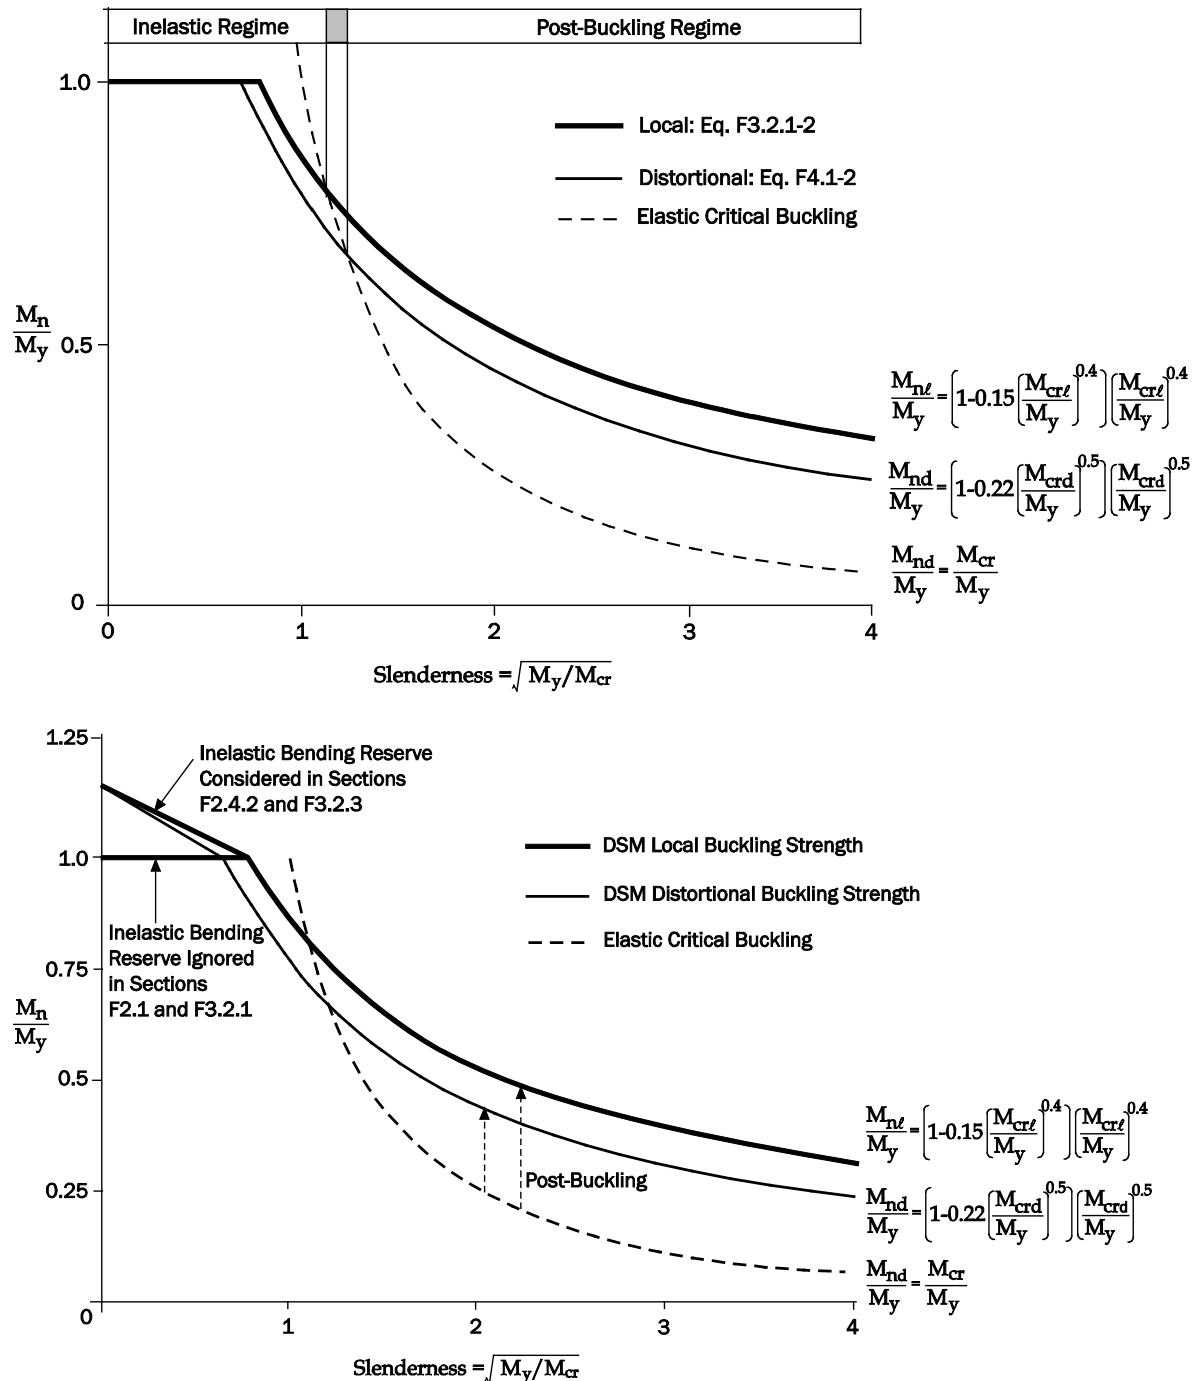 Inelastic Regime
Post-Buckling Regime
1.0
Local: Eq. F3.2.1-2
Distortional: Eq. F4.1-2
Elastic Critical Buckling
Mn/My
0.5
Mnℓ/My = (1-0.15(Mcrℓ/My)^0.4)(Mcrℓ/My)^0.4
Mnd/My = (1-0.22(Mcrd/My)^0.5)(Mcrd/My)^0.5
Mnd/My = Mcr/My
0
0 1 2 3 4
Slenderness = √My/Mcr
1.25
Inelastic Bending Reserve
Considered in Sections
F2.4.2 and F3.2.3
1.0
DSM Local Buckling Strength
DSM Distortional Buckling Strength
Elastic Critical Buckling
Inelastic Bending
Reserve Ignored
in Sections
F2.1 and F3.2.1
0.75
Mn/My
0.5
Post-Buckling
0.25
Mnℓ/My = (1-0.15(Mcrℓ/My)^0.4)(Mcrℓ/My)^0.4
Mnd/My = (1-0.22(Mcrd/My)^0.5)(Mcrd/My)^0.5
Mnd/My = Mcr/My
0 1 2 3 4
Slenderness = √My/Mcr